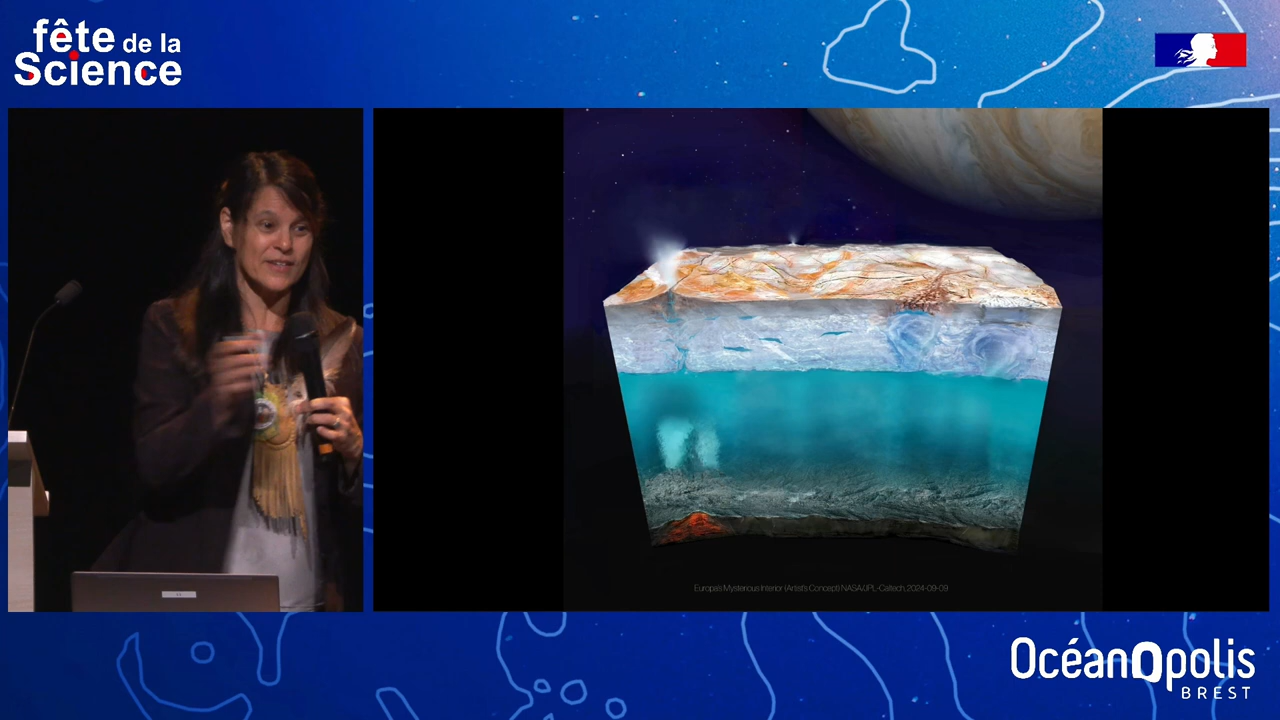 fête de la
Science
Europa's Mysterious Interior (Artist's Concept) NASA/JPL-Caltech, 2024-09-09
OcéanOpolis
BREST